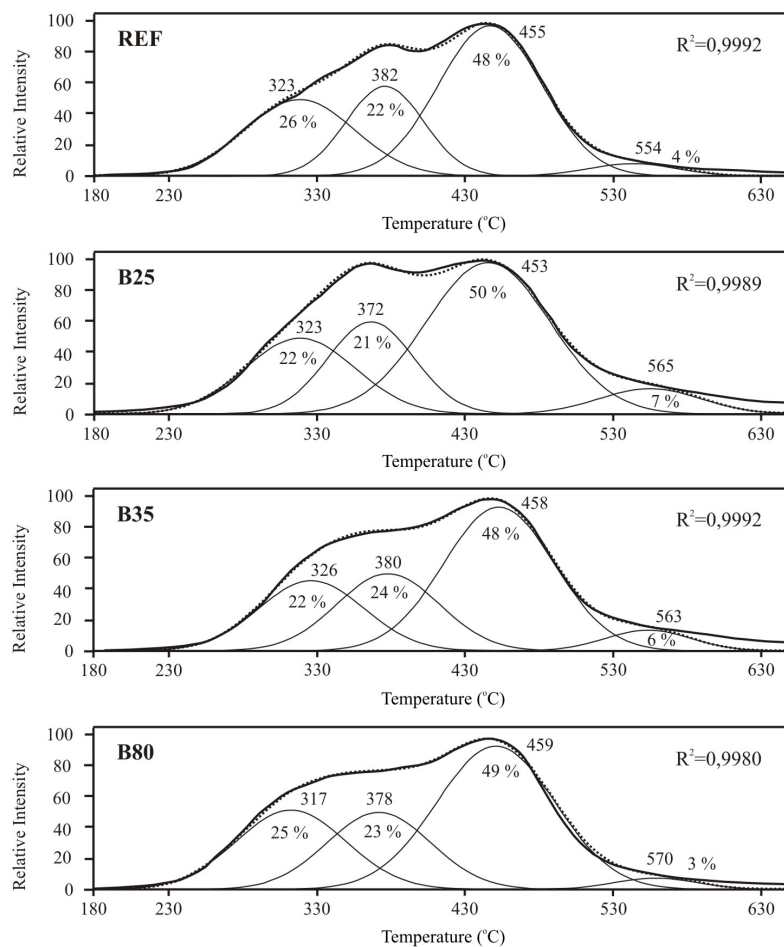 REF
R²=0,9992
Relative Intensity
100
80
60
40
20
0
323
26 %
382
22 %
455
48 %
554
4 %
180 230 330 430 530 630
Temperature (°C)
B25
R²=0,9989
Relative Intensity
100
80
60
40
20
0
323
22 %
372
21 %
453
50 %
565
7 %
180 230 330 430 530 630
Temperature (°C)
B35
R²=0,9992
Relative Intensity
100
80
60
40
20
0
326
22 %
380
24 %
458
48 %
563
6 %
180 230 330 430 530 630
Temperature (°C)
B80
R²=0,9980
Relative Intensity
100
80
60
40
20
0
317
25 %
378
23 %
459
49 %
570
3 %
180 230 330 430 530 630
Temperature (°C)